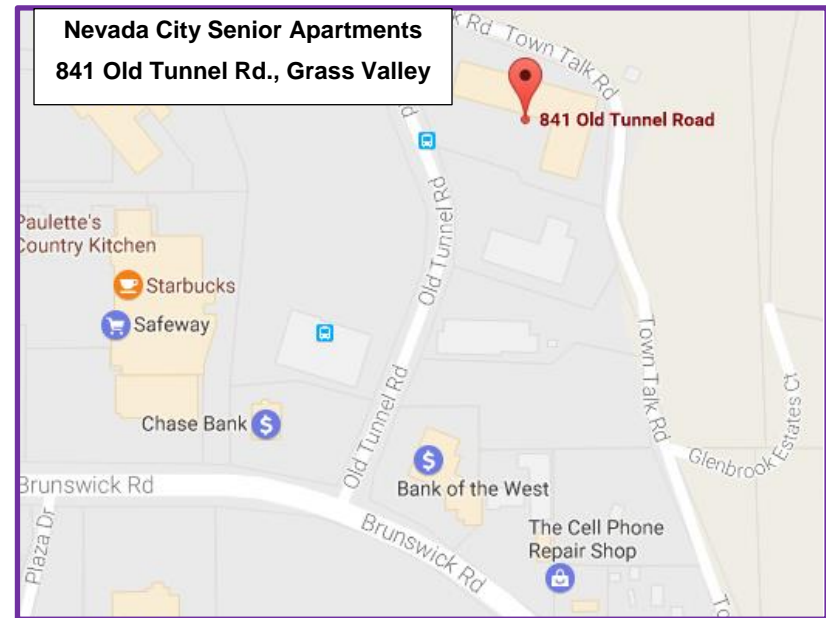 Nevada City Senior Apartments
841 Old Tunnel Rd., Grass Valley
Rd
Town Talk Rd
841 Old Tunnel Road
Old Tunnel Rd
Paulette's
Country Kitchen
Starbucks
Safeway
Town Talk Rd
Old Tunnel Rd
Chase Bank
Glenbrook Estates Ct
Bank of the West
Brunswick Rd
Plaza Dr
Brunswick Rd
The Cell Phone
Repair Shop